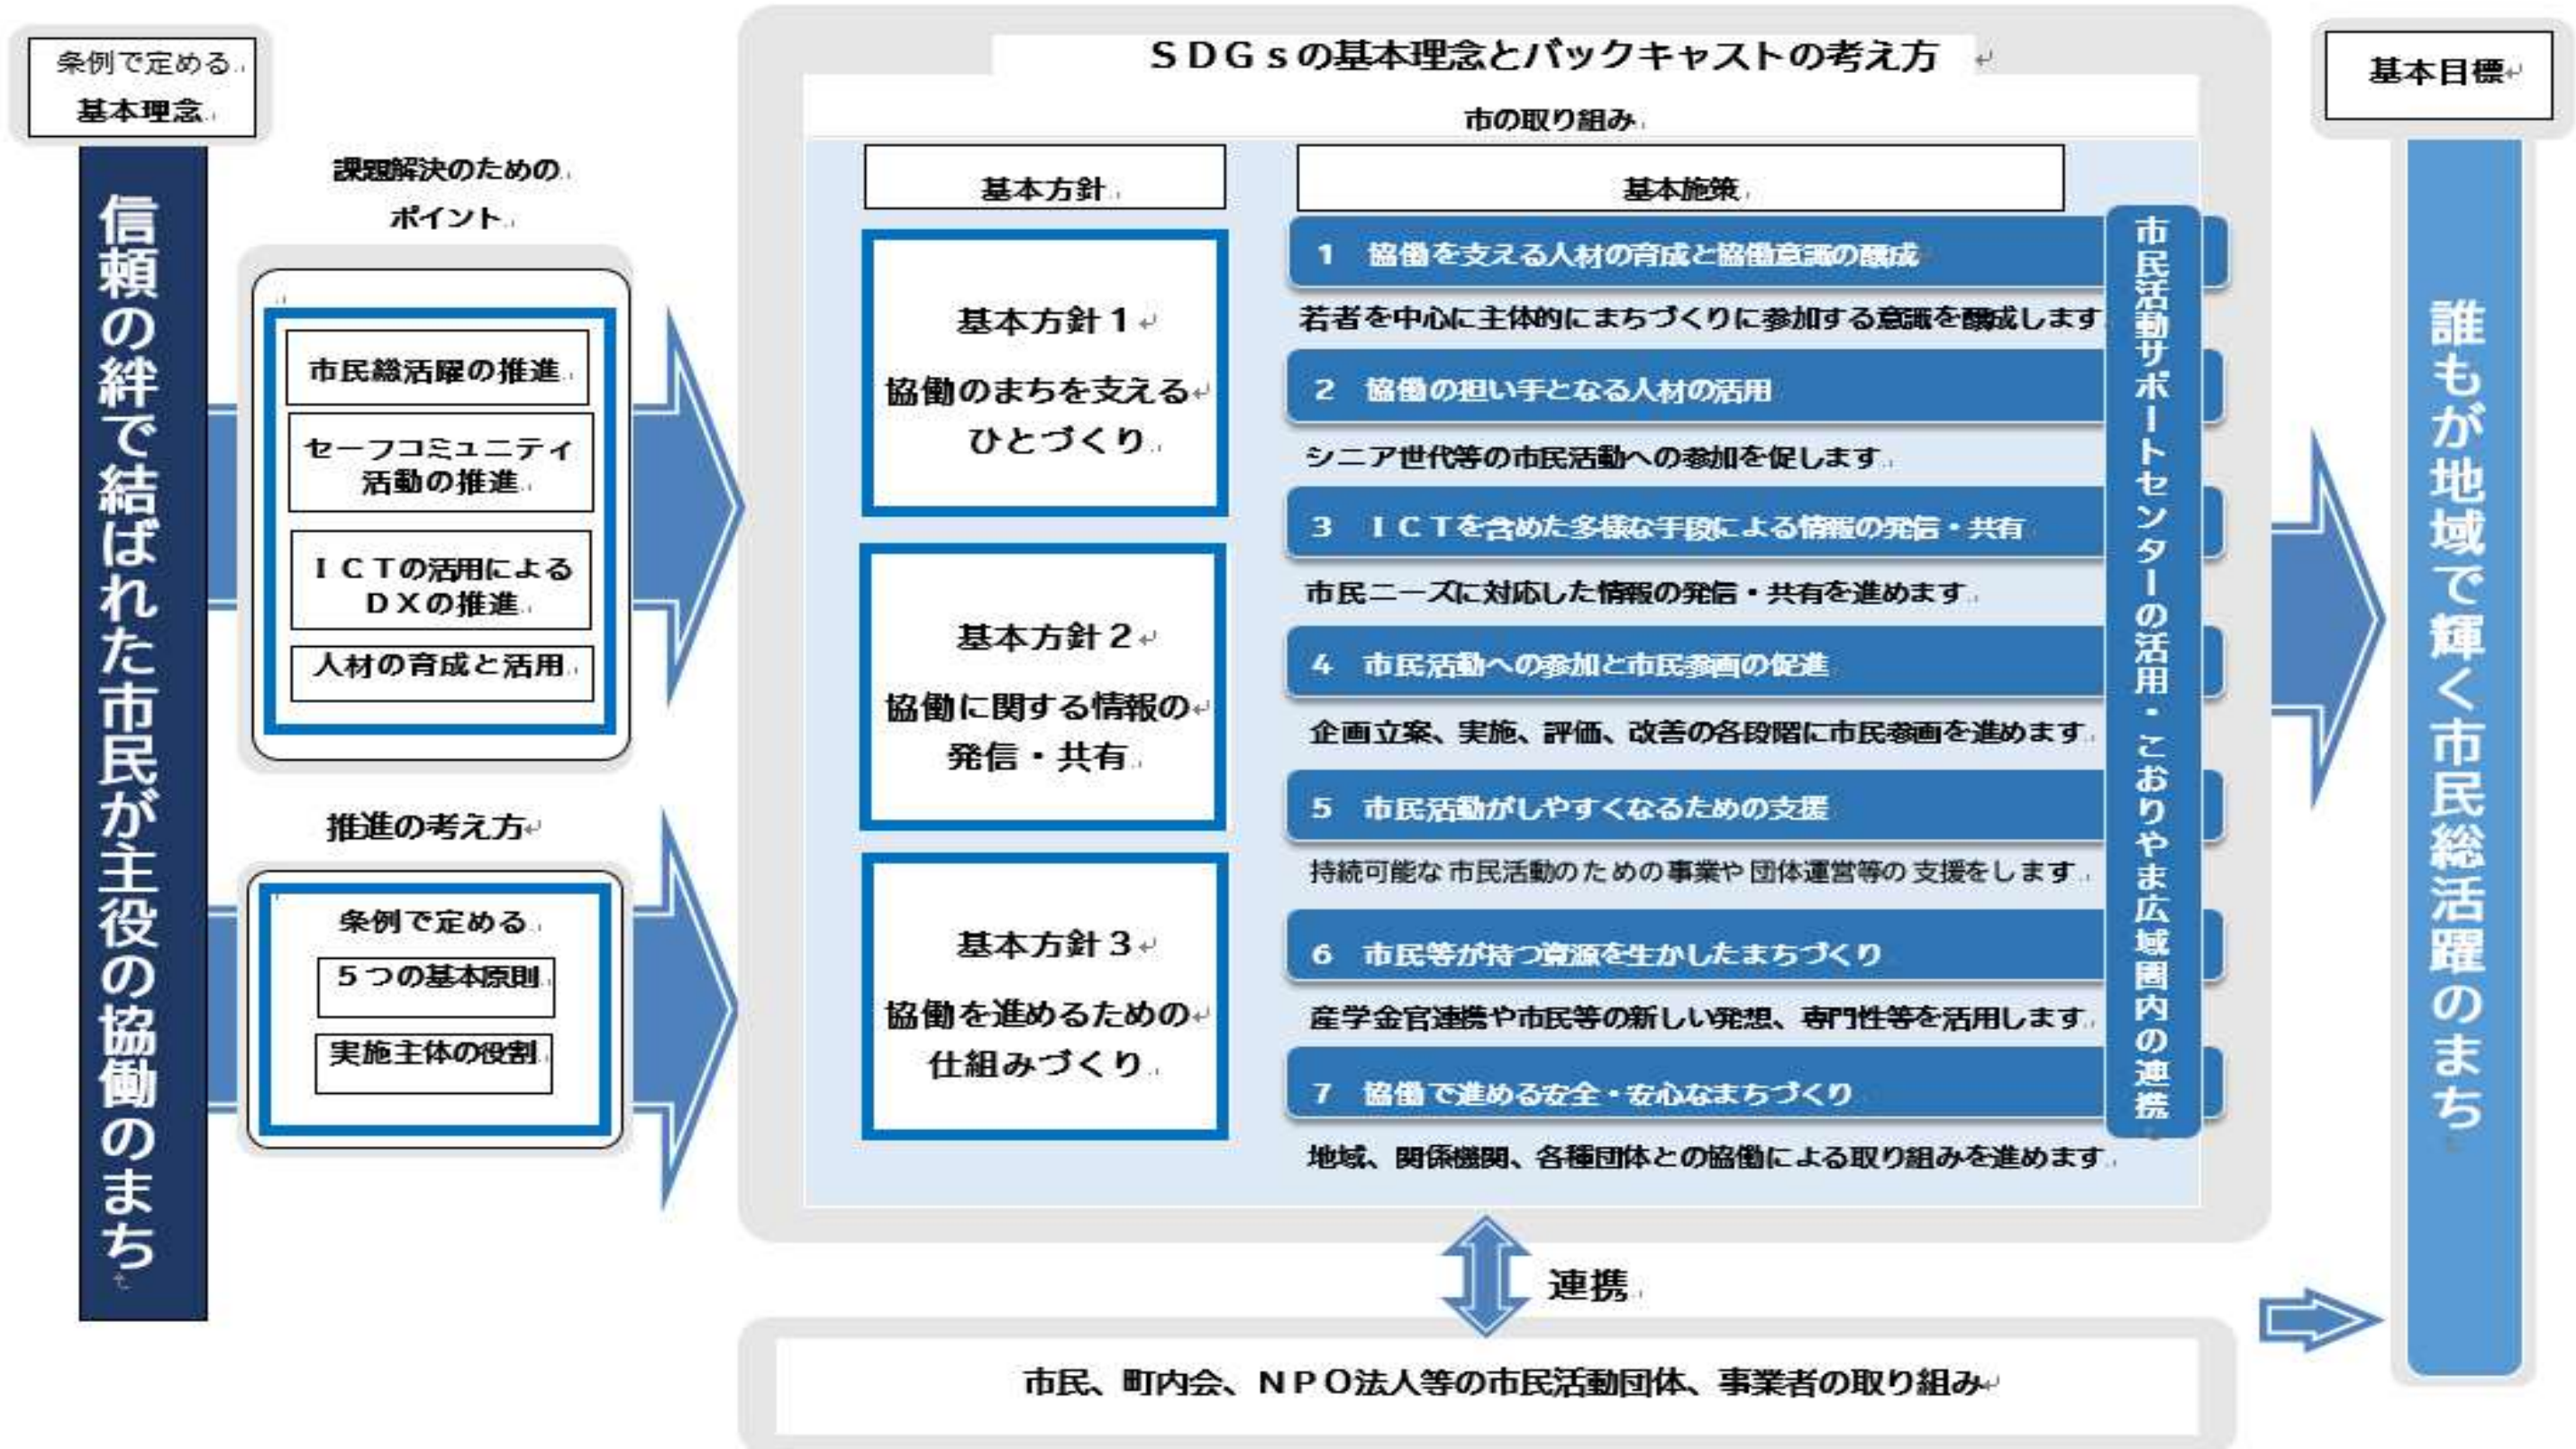 条例で定める
基本理念
信頼の絆で結ばれた市民が主役の協働のまち
課題解決のための
ポイント
市民総活躍の推進
セーフコミュニティ
活動の推進
ＩＣＴの活用による
ＤＸの推進
人材の育成と活用
推進の考え方
条例で定める
５つの基本原則
実施主体の役割
ＳＤＧｓの基本理念とバックキャストの考え方
市の取り組み
基本方針
基本方針１
協働のまちを支える
ひとづくり
基本方針２
協働に関する情報の
発信・共有
基本方針３
協働を進めるための
仕組みづくり
基本施策
１　協働を支える人材の育成と協働意識の醸成
若者を中心に主体的にまちづくりに参加する意識を醸成します
２　協働の担い手となる人材の活用
シニア世代等の市民活動への参加を促します
３　ＩＣＴを含めた多様な手段による情報の発信・共有
市民ニーズに対応した情報の発信・共有を進めます
４　市民活動への参加と市民参画の促進
企画立案、実施、評価、改善の各段階に市民参画を進めます
５　市民活動がしやすくなるための支援
持続可能な市民活動のための事業や団体運営等の支援をします
６　市民等が持つ資源を生かしたまちづくり
産学金官連携や市民等の新しい発想、専門性等を活用します
７　協働で進める安全・安心なまちづくり
地域、関係機関、各種団体との協働による取り組みを進めます
市民活動サポートセンターの活用・こおりやま広域圏内の連携
連携
市民、町内会、ＮＰＯ法人等の市民活動団体、事業者の取り組み
基本目標
誰もが地域で輝く市民総活躍のまち